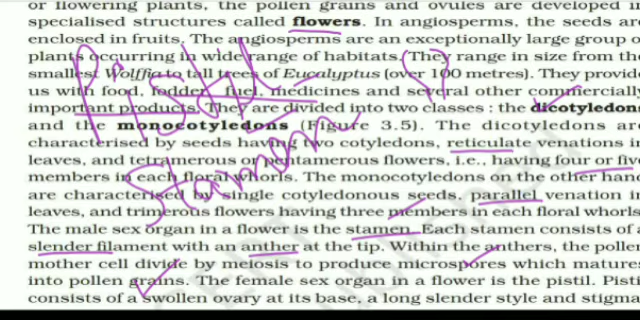 or flowering plants, the pollen grains and ovules are developed in
specialised structures called flowers. In angiosperms, the seeds are
enclosed in fruits. The angiosperms are an exceptionally large group o
plants occurring in wide range of habitats. They range in size from the
smallest Wolffia to tall trees of Eucalyptus (over 100 metres). They provid
us with food, fodder, fuel, medicines and several other commercially
important products. They are divided into two classes : the dicotyledon
and the monocotyledons (Figure 3.5). The dicotyledons are
characterised by seeds having two cotyledons, reticulate venations i
leaves, and tetramerous or pentamerous flowers, i.e., having four or five
members in each floral whorls. The monocotyledons on the other hand
are characterised by single cotyledonous seeds, parallel venation i
leaves, and trimerous flowers having three members in each floral whorls
The male sex organ in a flower is the stamen. Each stamen consists of a
slender filament with an anther at the tip. Within the anthers, the pollen
mother cell divide by meiosis to produce microspores which matures
into pollen grains. The female sex organ in a flower is the pistil. Pisti
consists of a swollen ovary at its base, a long slender style and stigma
Pistil
Stamen